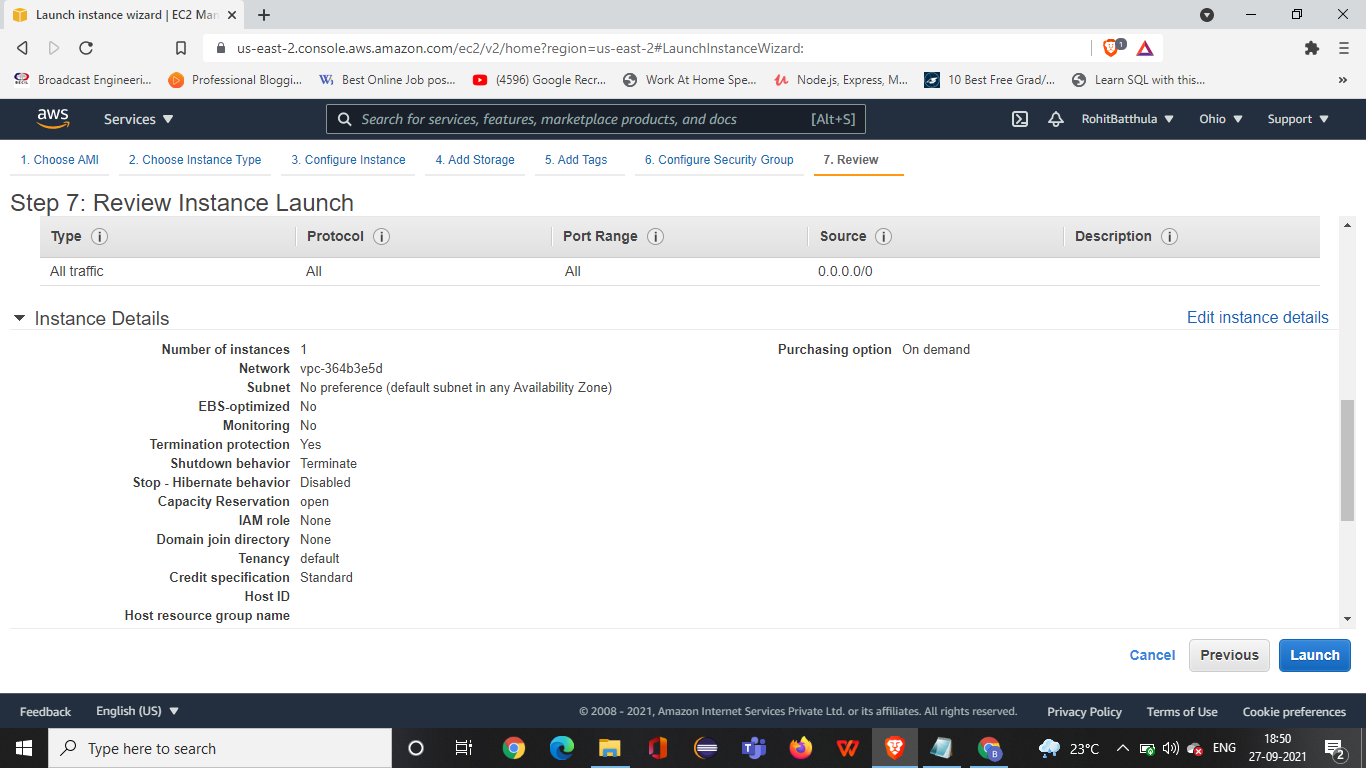 Launch instance wizard | EC2 Man
us-east-2.console.aws.amazon.com/ec2/v2/home?region=us-east-2#LaunchInstanceWizard:
1
Broadcast Engineeri... Professional Bloggi... Best Online Job pos... (4596) Google Recr... Work At Home Spe... Node.js, Express, M... 10 Best Free Grad/... Learn SQL with this... »
aws Services Search for services, features, marketplace products, and docs [Alt+S] RohitBatthula Ohio Support
1. Choose AMI 2. Choose Instance Type 3. Configure Instance 4. Add Storage 5. Add Tags 6. Configure Security Group 7. Review
Step 7: Review Instance Launch
Type Protocol Port Range Source Description
All traffic All All 0.0.0.0/0
Instance Details Edit instance details
Number of instances 1 Purchasing option On demand
Network vpc-364b3e5d
Subnet No preference (default subnet in any Availability Zone)
EBS-optimized No
Monitoring No
Termination protection Yes
Shutdown behavior Terminate
Stop - Hibernate behavior Disabled
Capacity Reservation open
IAM role None
Domain join directory None
Tenancy default
Credit specification Standard
Host ID
Host resource group name
Cancel Previous Launch
Feedback English (US) © 2008 - 2021, Amazon Internet Services Private Ltd. or its affiliates. All rights reserved. Privacy Policy Terms of Use Cookie preferences
Type here to search 23°C ENG 18:50
27-09-2021 2